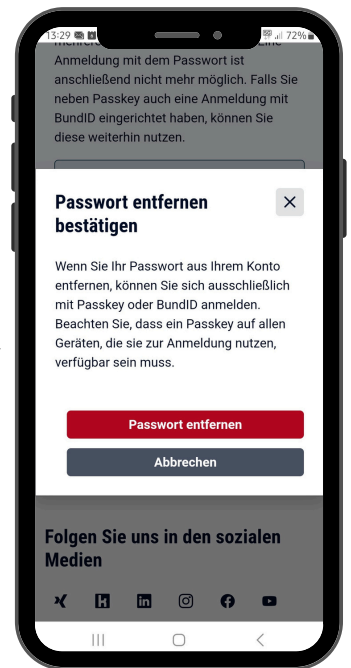 13:29
72%
Anmeldung mit dem Passwort ist
anschließend nicht mehr möglich. Falls Sie
neben Passkey auch eine Anmeldung mit
BundID eingerichtet haben, können Sie
diese weiterhin nutzen.
Passwort entfernen
bestätigen
Wenn Sie Ihr Passwort aus Ihrem Konto
entfernen, können Sie sich ausschließlich
mit Passkey oder BundID anmelden.
Beachten Sie, dass ein Passkey auf allen
Geräten, die sie zur Anmeldung nutzen,
verfügbar sein muss.
Passwort entfernen
Abbrechen
Folgen Sie uns in den sozialen
Medien